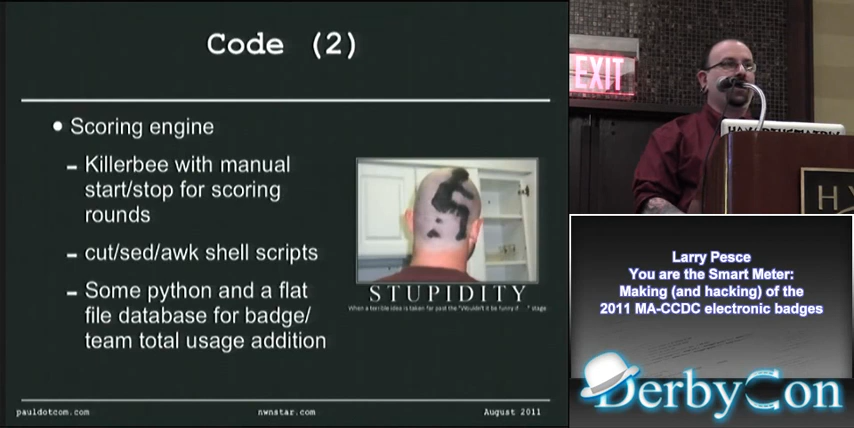 Code (2)
Scoring engine
Killerbee with manual
start/stop for scoring
rounds
cut/sed/awk shell scripts
Some python and a flat
file database for badge/
team total usage addition
STUPIDITY
When a terrible idea is taken far past the "Wouldn't it be funny if . . ." stage
pauldotcom.com
nwnstar.com
August 2011
EXIT
HY
Larry Pesce
You are the Smart Meter:
Making (and hacking) of the
2011 MA-CCDC electronic badges
DerbyCon